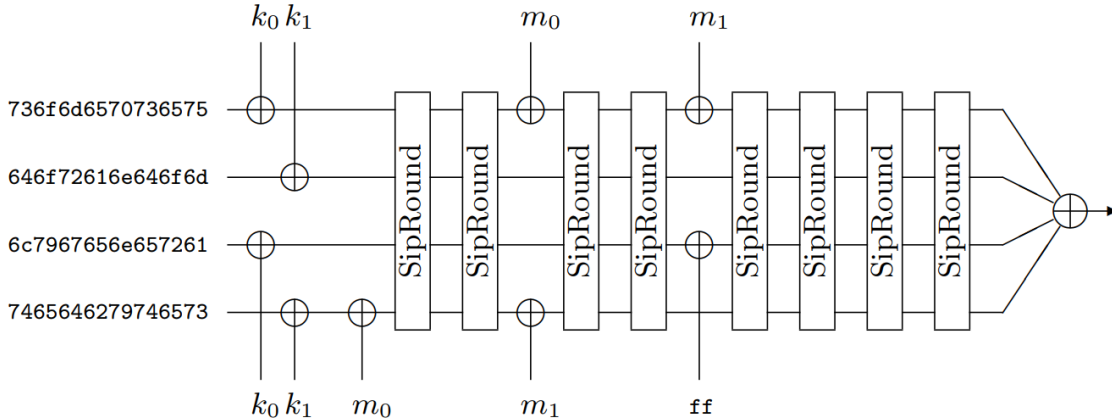 k0 k1 m0 m1
736f6d6570736575
646f72616e646f6d
6c7967656e657261
7465646279746573
SipRound SipRound SipRound SipRound SipRound SipRound SipRound SipRound
k0 k1 m0 m1 ff